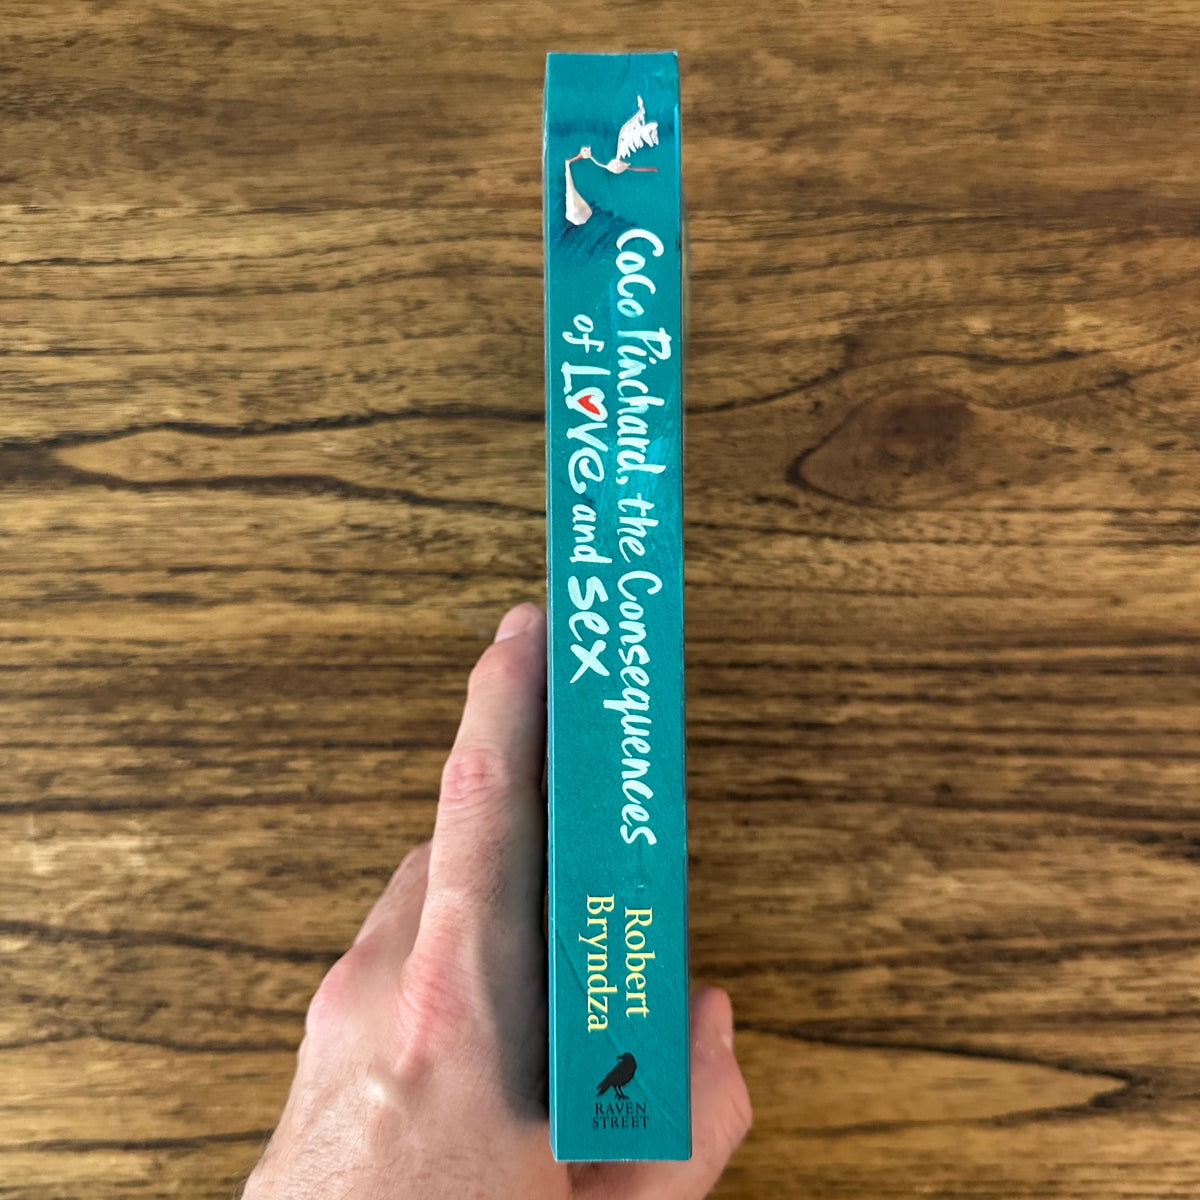 Coco Pinchard, the Consequences
of LOVE and SEX
Robert
Bryndza
RAVEN
STREET